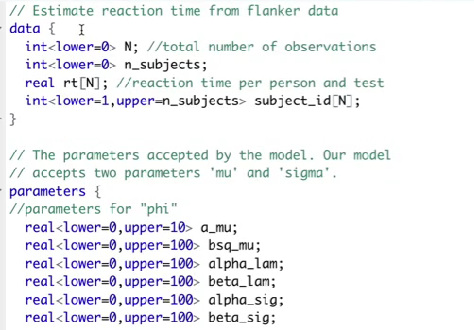 // Estimate reaction time from flanker data
data {
int<lower=0> N; //total number of observations
int<lower=0> n_subjects;
real rt[N]; //reaction time per person and test
int<lower=1,upper=n_subjects> subject_id[N];
}
// The parameters accepted by the model. Our model
// accepts two parameters 'mu' and 'sigma'.
parameters {
//parameters for "phi"
real<lower=0,upper=10> a_mu;
real<lower=0,upper=100> bsq_mu;
real<lower=0,upper=100> alpha_lam;
real<lower=0,upper=100> beta_lam;
real<lower=0,upper=100> alpha_sig;
real<lower=0,upper=100> beta_sig;